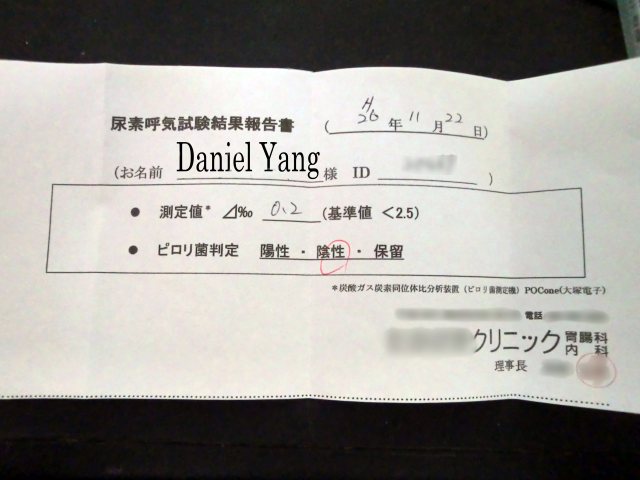 尿素呼気試験結果報告書 (H26年11月22日)
(お名前 Daniel Yang 様 ID )
● 測定値* ⊿‰ 0.2 (基準値 <2.5)
● ピロリ菌判定 陽性 ・ 陰性 ・ 保留
*炭酸ガス炭素同位体比分析装置(ピロリ菌測定機) POCone(大塚電子)
電話
クリニック 胃腸科 内科
理事長